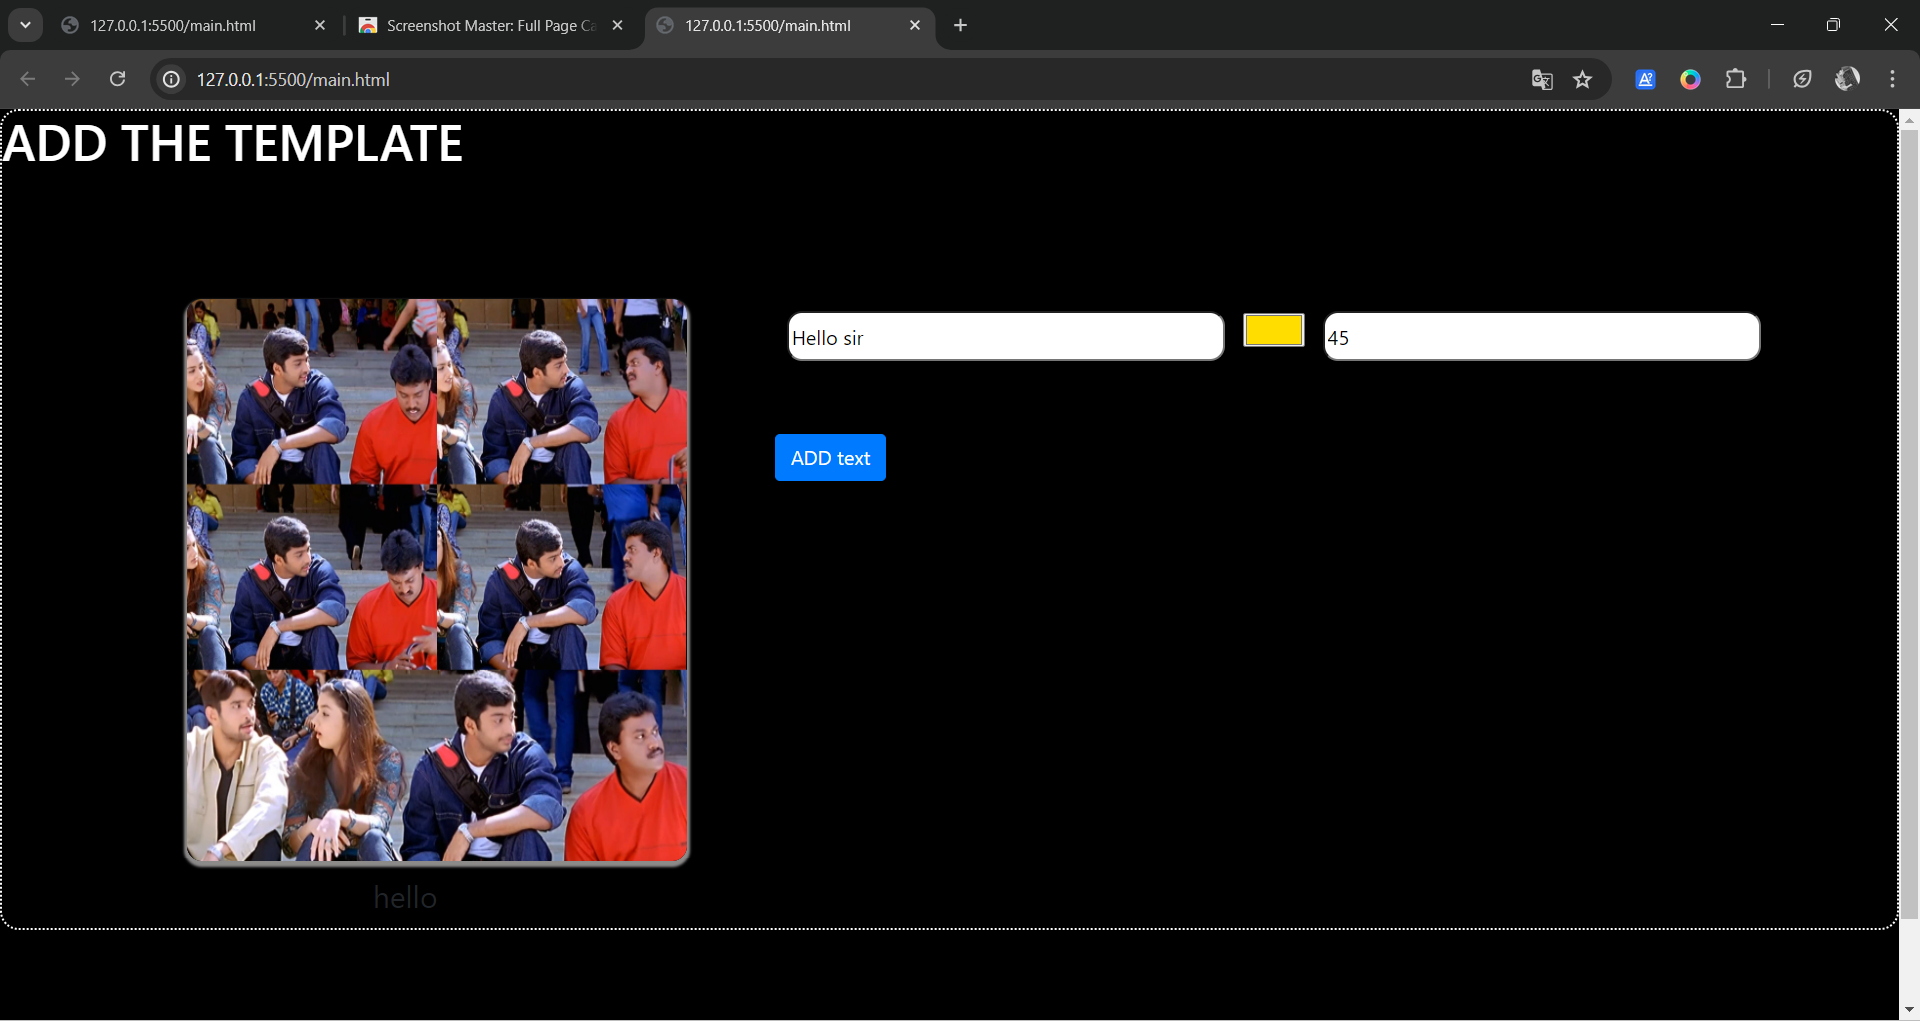 127.0.0.1:5500/main.html
Screenshot Master: Full Page Ca
127.0.0.1:5500/main.html
127.0.0.1:5500/main.html
ADD THE TEMPLATE
Hello sir
45
ADD text
hello